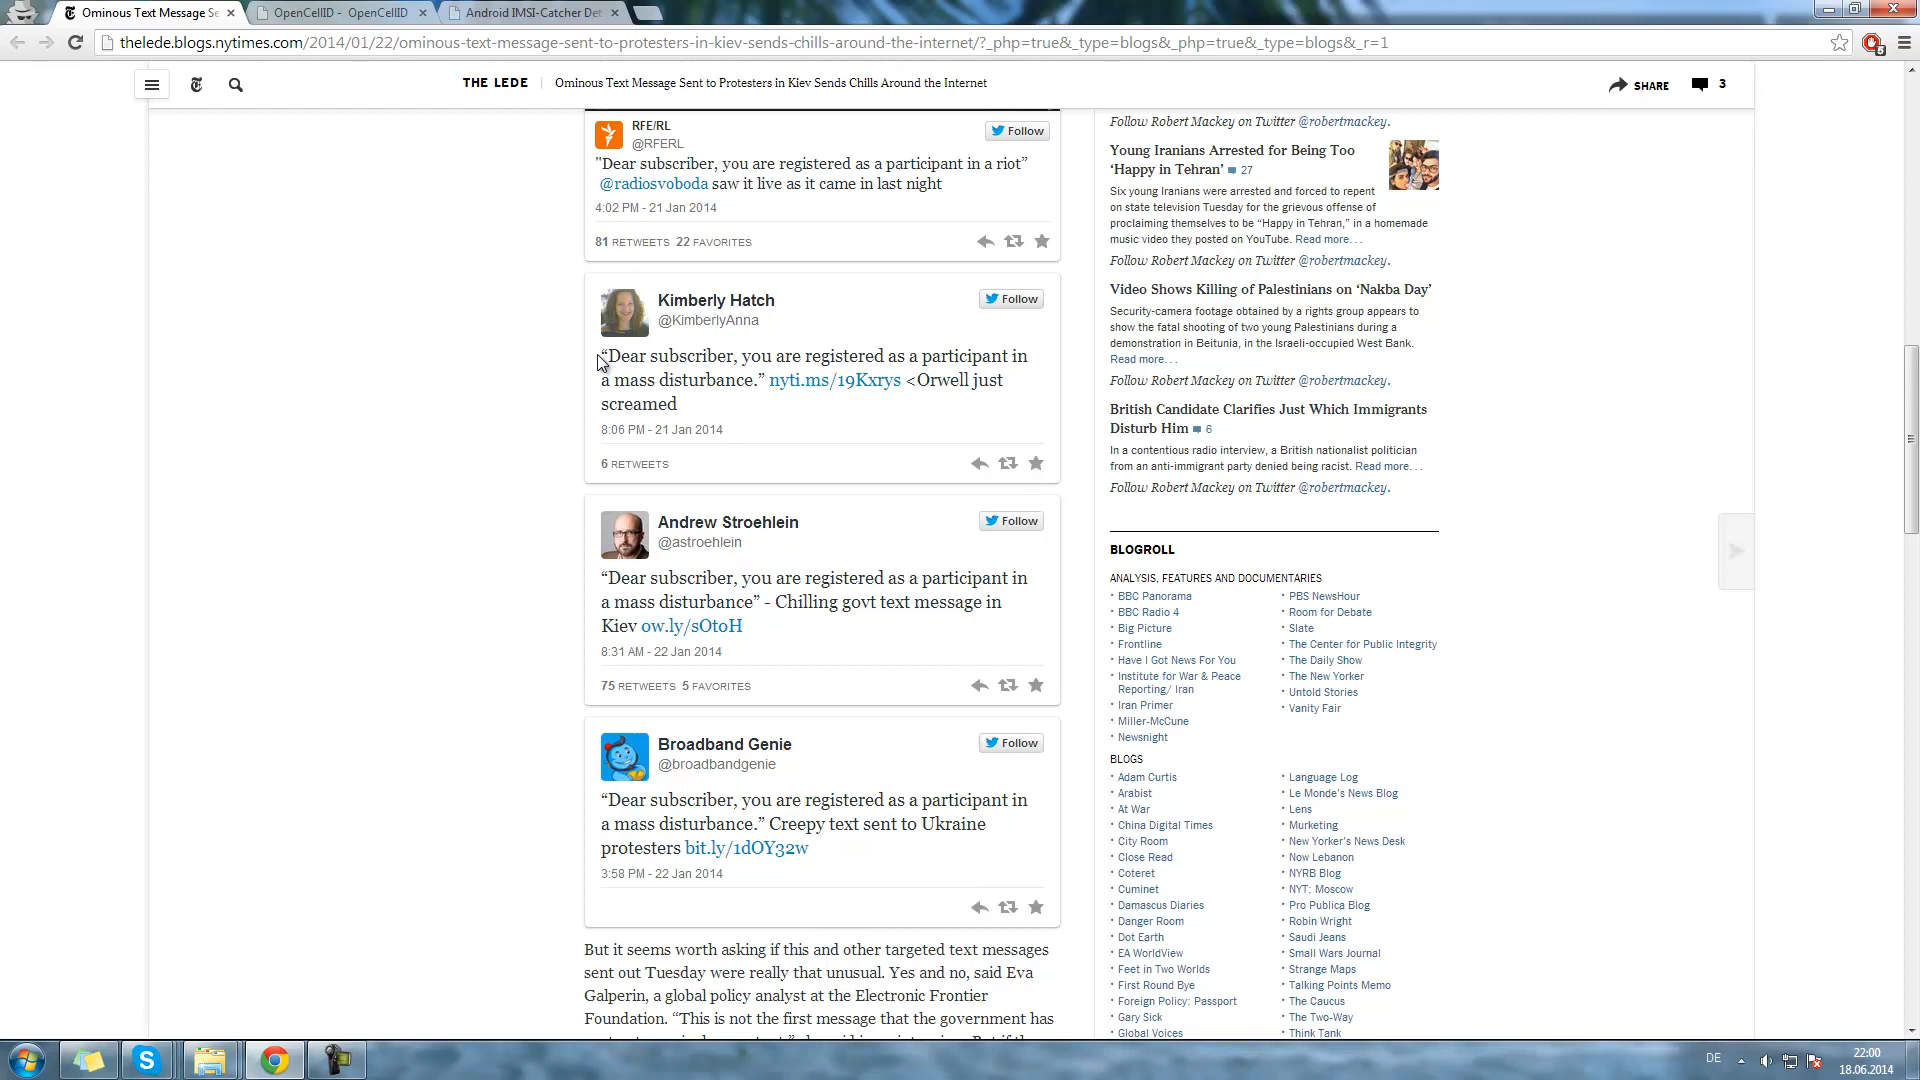 Ominous Text Message Se
OpenCellID - OpenCellID
Android IMSI-Catcher Det
thelede.blogs.nytimes.com/2014/01/22/ominous-text-message-sent-to-protesters-in-kiev-sends-chills-around-the-internet/?_php=true&_type=blogs&_php=true&_type=blogs&_r=1
THE LEDE
Ominous Text Message Sent to Protesters in Kiev Sends Chills Around the Internet
SHARE
3
RFE/RL
@RFERL
Follow
"Dear subscriber, you are registered as a participant in a riot”
@radiosvoboda saw it live as it came in last night
4:02 PM - 21 Jan 2014
81 RETWEETS 22 FAVORITES
Kimberly Hatch
@KimberlyAnna
Follow
“Dear subscriber, you are registered as a participant in
a mass disturbance.” nyti.ms/19Kxrys <Orwell just
screamed
8:06 PM - 21 Jan 2014
6 RETWEETS
Andrew Stroehlein
@astroehlein
Follow
“Dear subscriber, you are registered as a participant in
a mass disturbance” - Chilling govt text message in
Kiev ow.ly/sOtoH
8:31 AM - 22 Jan 2014
75 RETWEETS 5 FAVORITES
Broadband Genie
@broadbandgenie
Follow
“Dear subscriber, you are registered as a participant in
a mass disturbance.” Creepy text sent to Ukraine
protesters bit.ly/1dOY32w
3:58 PM - 22 Jan 2014
But it seems worth asking if this and other targeted text messages
sent out Tuesday were really that unusual. Yes and no, said Eva
Galperin, a global policy analyst at the Electronic Frontier
Foundation. “This is not the first message that the government has
Follow Robert Mackey on Twitter @robertmackey.
Young Iranians Arrested for Being Too
‘Happy in Tehran’ 27
Six young Iranians were arrested and forced to repent
on state television Tuesday for the grievous offense of
proclaiming themselves to be “Happy in Tehran,” in a homemade
music video they posted on YouTube. Read more…
Follow Robert Mackey on Twitter @robertmackey.
Video Shows Killing of Palestinians on ‘Nakba Day’
Security-camera footage obtained by a rights group appears to
show the fatal shooting of two young Palestinians during a
demonstration in Beitunia, in the Israeli-occupied West Bank.
Read more…
Follow Robert Mackey on Twitter @robertmackey.
British Candidate Clarifies Just Which Immigrants
Disturb Him 6
In a contentious radio interview, a British nationalist politician
from an anti-immigrant party denied being racist. Read more…
Follow Robert Mackey on Twitter @robertmackey.
BLOGROLL
ANALYSIS, FEATURES AND DOCUMENTARIES
BBC Panorama
BBC Radio 4
Big Picture
Frontline
Have I Got News For You
Institute for War & Peace
Reporting/ Iran
Iran Primer
Miller-McCune
Newsnight
PBS NewsHour
Room for Debate
Slate
The Center for Public Integrity
The Daily Show
The New Yorker
Untold Stories
Vanity Fair
BLOGS
Adam Curtis
Arabist
At War
China Digital Times
City Room
Close Read
Coteret
Cuminet
Damascus Diaries
Danger Room
Dot Earth
EA WorldView
Feet in Two Worlds
First Round Bye
Foreign Policy: Passport
Gary Sick
Global Voices
Language Log
Le Monde's News Blog
Lens
Murketing
New Yorker's News Desk
Now Lebanon
NYRB Blog
NYT: Moscow
Pro Publica Blog
Robin Wright
Saudi Jeans
Small Wars Journal
Strange Maps
Talking Points Memo
The Caucus
The Two-Way
Think Tank
DE
22:00
18.06.2014